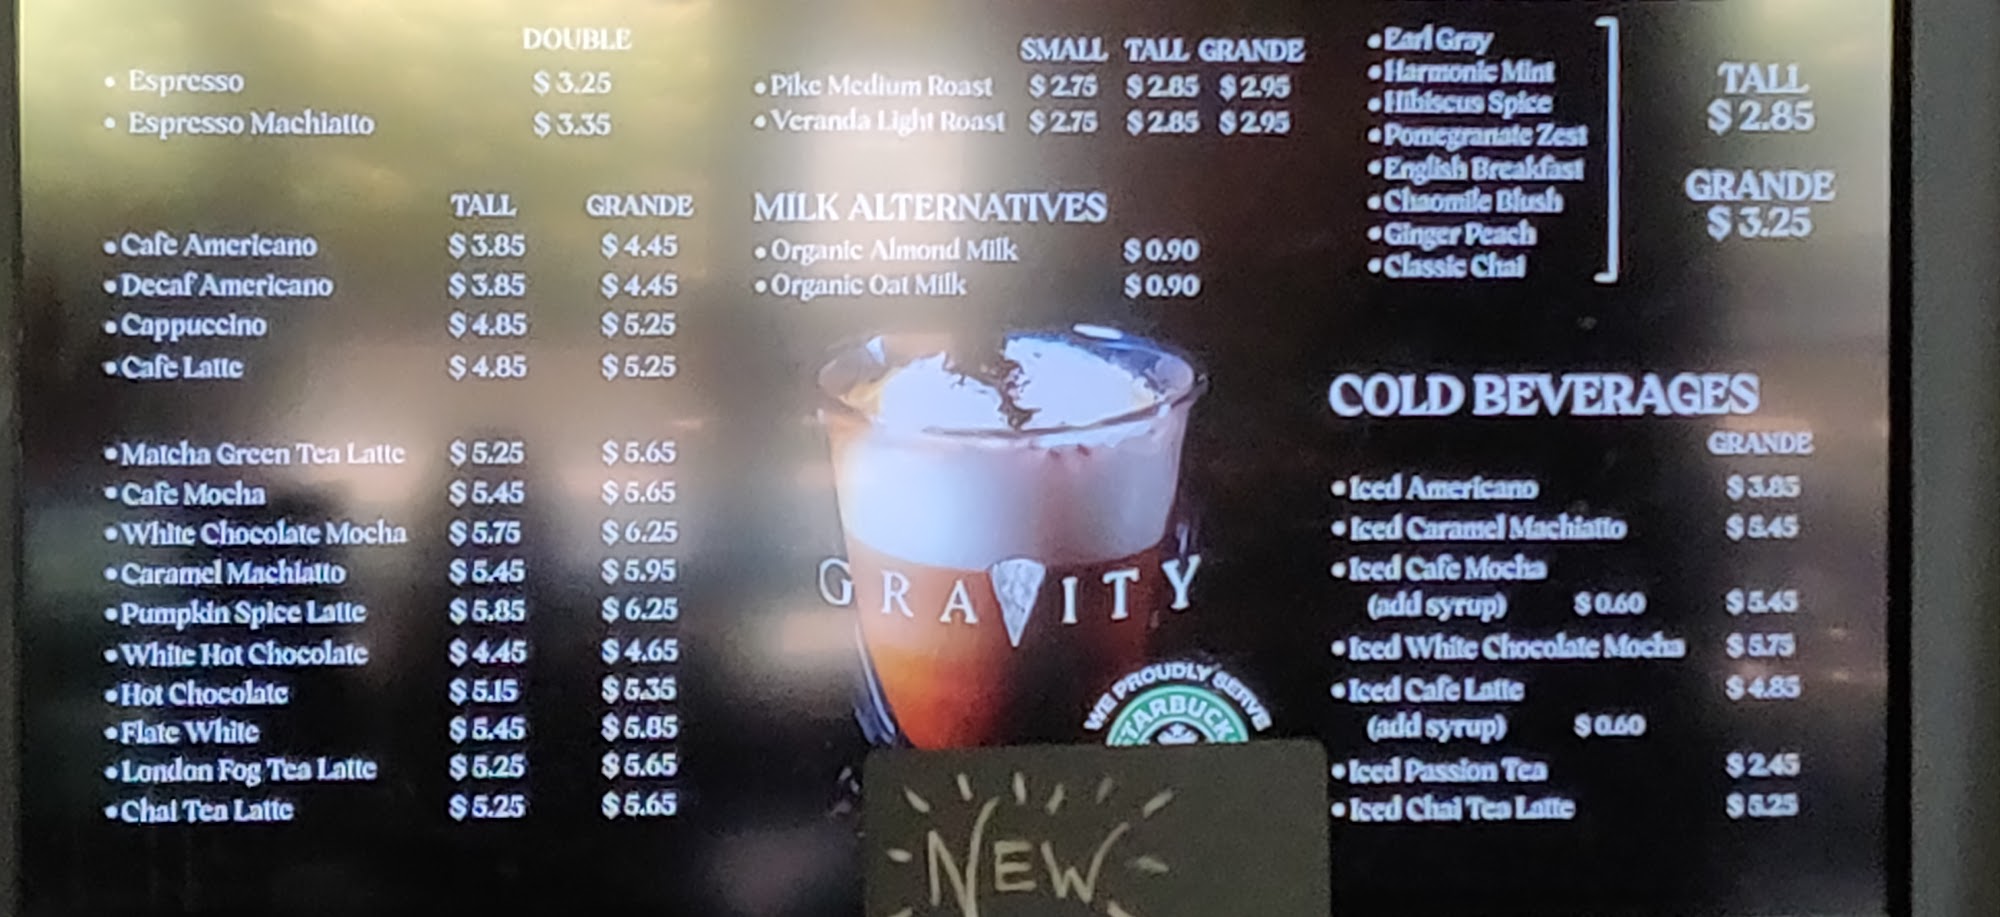 DOUBLE
• Espresso $3.25
• Espresso Machiatto $3.35
TALL GRANDE
• Cafe Americano $3.85 $4.45
• Decaf Americano $3.85 $4.45
• Cappuccino $4.85 $5.25
• Cafe Latte $4.85 $5.25
• Matcha Green Tea Latte $5.25 $5.65
• Cafe Mocha $5.45 $5.65
• White Chocolate Mocha $5.75 $6.25
• Caramel Machiatto $5.45 $5.95
• Pumpkin Spice Latte $5.85 $6.25
• White Hot Chocolate $4.45 $4.65
• Hot Chocolate $5.15 $5.35
• Flate White $5.45 $5.85
• London Fog Tea Latte $5.25 $5.65
• Chai Tea Latte $5.25 $5.65
SMALL TALL GRANDE
• Pike Medium Roast $2.75 $2.85 $2.95
• Veranda Light Roast $2.75 $2.85 $2.95
MILK ALTERNATIVES
• Organic Almond Milk $0.90
• Organic Oat Milk $0.90
GRAVITY
WE PROUDLY SERVE
STARBUCK
NEW
• Earl Gray
• Harmonic Mint
• Hibiscus Spice
• Pomegranate Zest
• English Breakfast
• Chaomile Blush
• Ginger Peach
• Classic Chai
TALL
$2.85
GRANDE
$3.25
COLD BEVERAGES
GRANDE
• Iced Americano $3.85
• Iced Caramel Machiatto $5.45
• Iced Cafe Mocha
(add syrup) $0.60 $5.45
• Iced White Chocolate Mocha $5.75
• Iced Cafe Latte $4.85
(add syrup) $0.60
• Iced Passion Tea $2.45
• Iced Chai Tea Latte $5.25